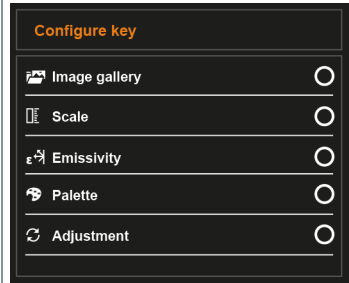 Configure key
Image gallery
Scale
ε Emissivity
Palette
Adjustment